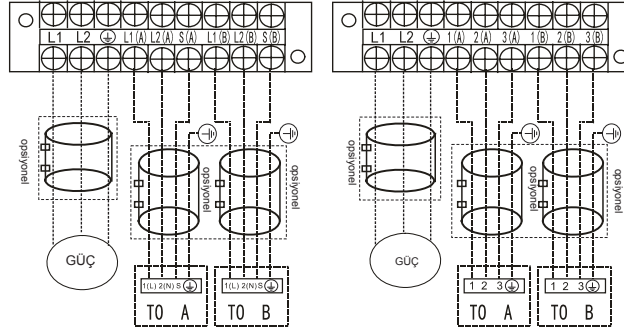 L1 L2 L1(A) L2(A) S(A) L1(B) L2(B) S(B)
opsiyonel
opsiyonel
opsiyonel
GÜÇ
1(L) 2(N) S
1(L) 2(N) S
TO A
TO B
L1 L2 1(A) 2(A) 3(A) 1(B) 2(B) 3(B)
opsiyonel
opsiyonel
opsiyonel
GÜÇ
1 2 3
1 2 3
TO A
TO B